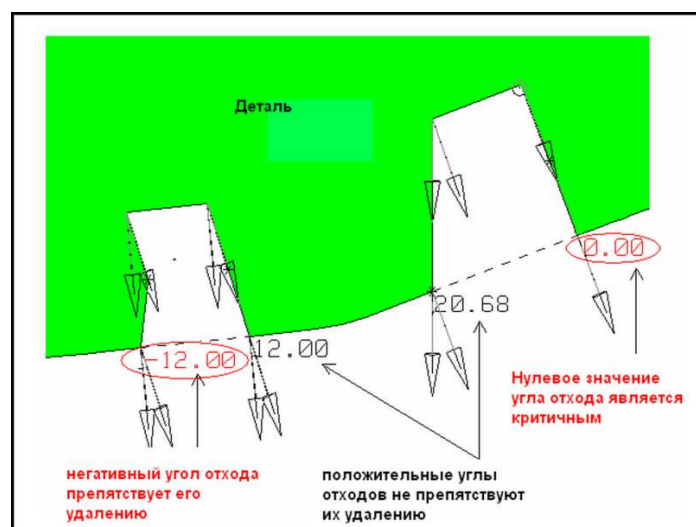 Деталь
0.00
20.68
-12.00
12.00
Нулевое значение
угла отхода является
критичным
негативный угол отхода
препятствует его
удалению
положительные углы
отходов не препятствуют
их удалению